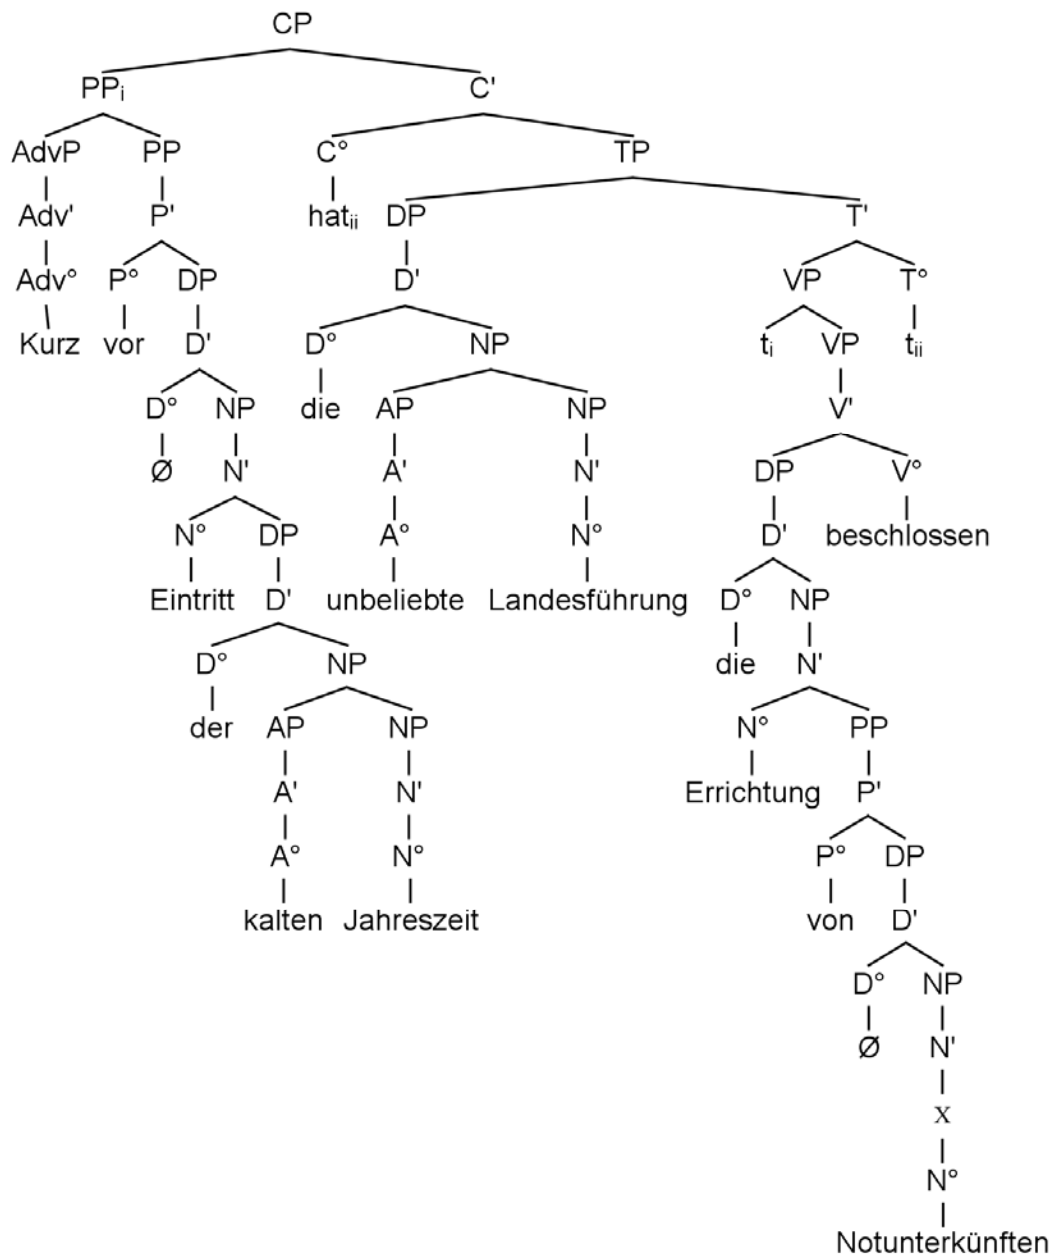 CP
PPi C'
AdvP PP C° TP
Adv' P' hatii DP T'
Adv° P° DP D' VP T°
Kurz vor D' D° NP ti VP tii
D° NP die AP NP V'
Ø N' A' N' DP V°
N° DP A° N° D' beschlossen
Eintritt D' unbeliebte Landesführung D° NP
D° NP die N'
der AP NP N° PP
A' N' Errichtung P'
A° N° P° DP
kalten Jahreszeit von D'
D° NP
Ø N'
x
N°
Notunterkünften